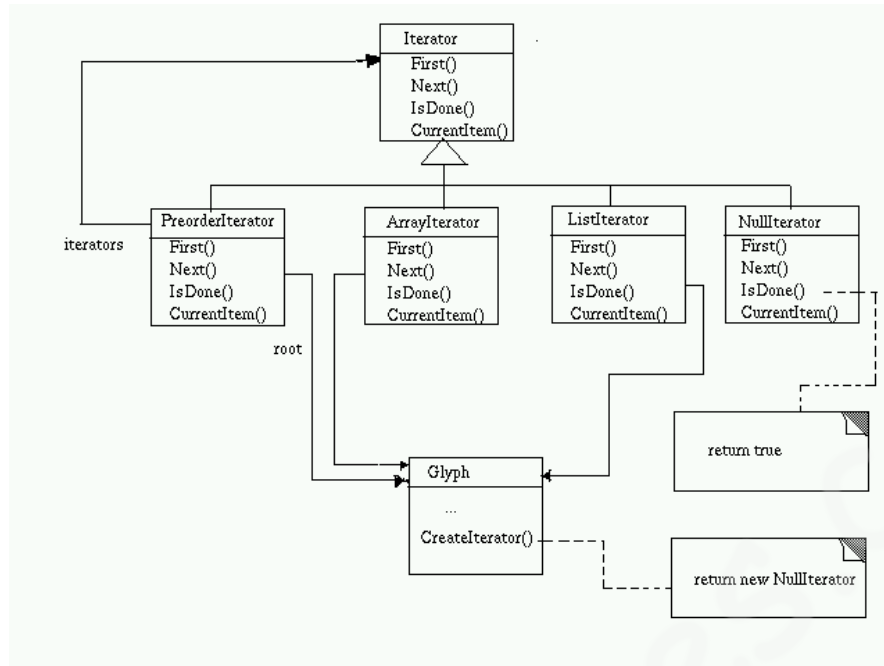 Iterator
First()
Next()
IsDone()
CurrentItem()
iterators
PreorderIterator
First()
Next()
IsDone()
CurrentItem()
root
ArrayIterator
First()
Next()
IsDone()
CurrentItem()
ListIterator
First()
Next()
IsDone()
CurrentItem()
NullIterator
First()
Next()
IsDone()
CurrentItem()
return true
Glyph
...
CreateIterator()
return new NullIterator